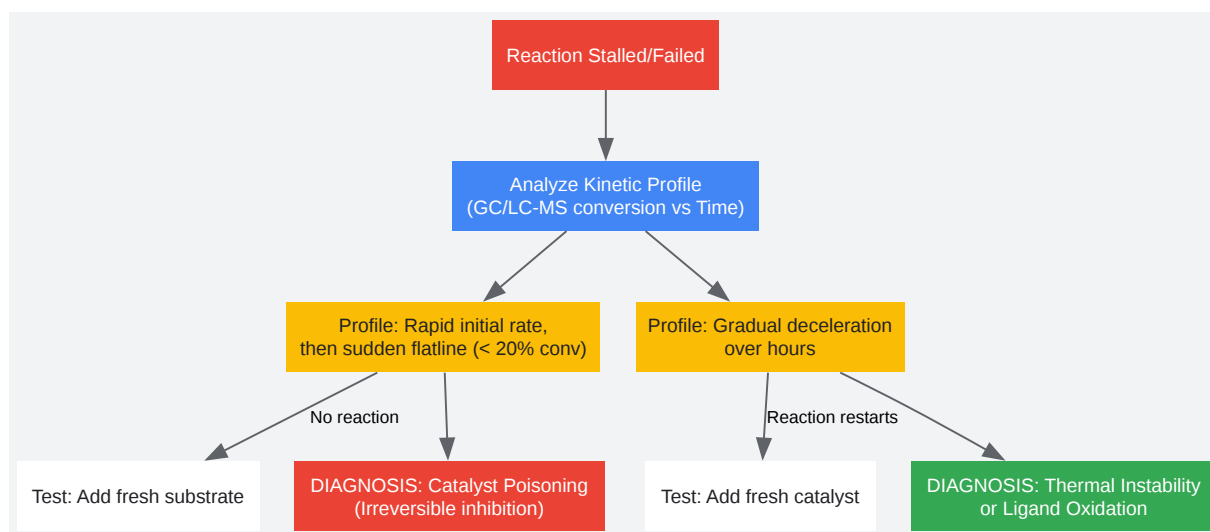 Reaction Stalled/Failed
Analyze Kinetic Profile
(GC/LC-MS conversion vs Time)
Profile: Rapid initial rate,
then sudden flatline (< 20% conv)
Profile: Gradual deceleration
over hours
No reaction
Reaction restarts
Test: Add fresh substrate
DIAGNOSIS: Catalyst Poisoning
(Irreversible inhibition)
Test: Add fresh catalyst
DIAGNOSIS: Thermal Instability
or Ligand Oxidation